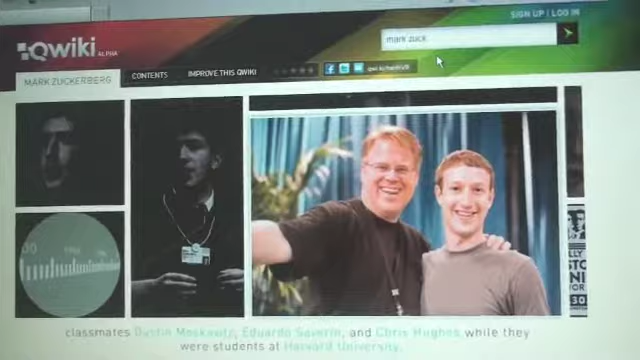 SIGN UP | LOG IN
Qwiki ALPHA
mark zuck
MARK ZUCKERBERG
CONTENTS
IMPROVE THIS QWIKI
classmates Dustin Moskovitz, Eduardo Saverin, and Chris Hughes while they
were students at Harvard University.